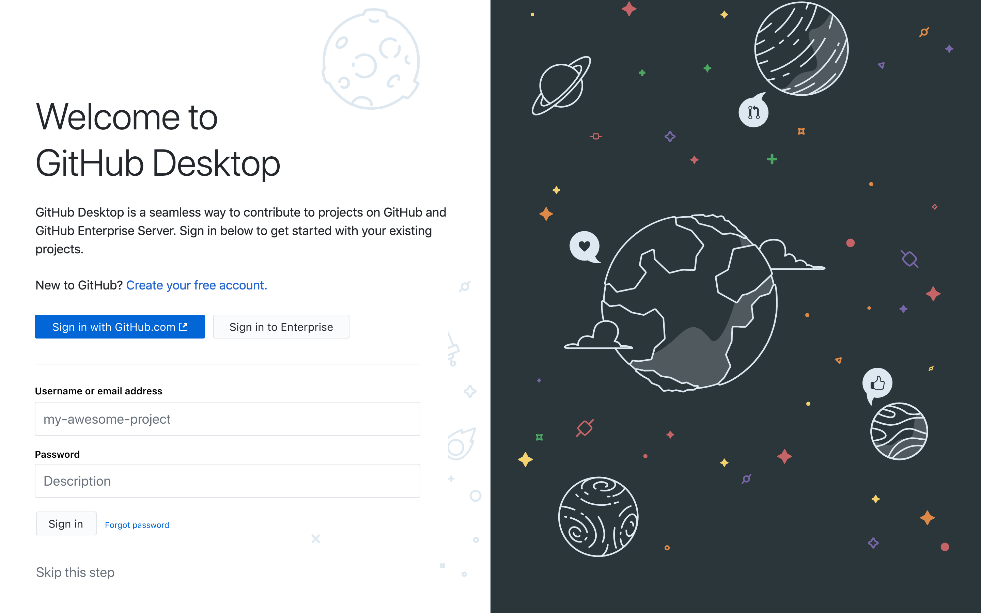 Welcome to
GitHub Desktop
GitHub Desktop is a seamless way to contribute to projects on GitHub and
GitHub Enterprise Server. Sign in below to get started with your existing
projects.
New to GitHub? Create your free account.
Sign in with GitHub.com
Sign in to Enterprise
Username or email address
my-awesome-project
Password
Description
Sign in
Forgot password
Skip this step